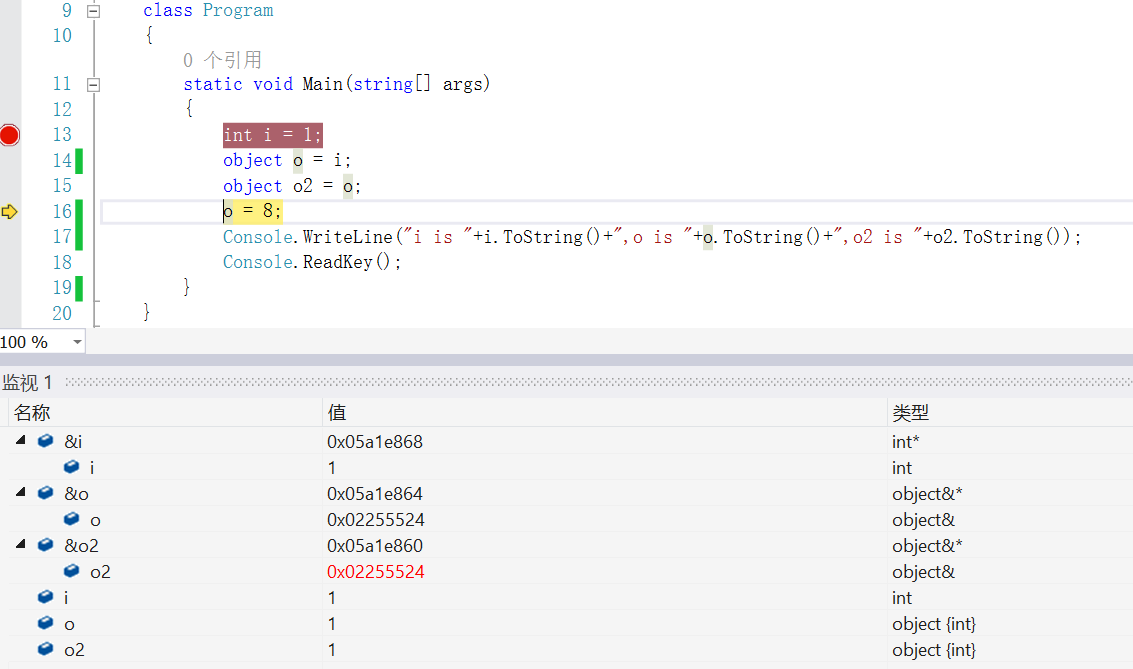 9 class Program
10 {
0 个引用
11 static void Main(string[] args)
12 {
13 int i = 1;
14 object o = i;
15 object o2 = o;
16 o = 8;
17 Console.WriteLine("i is "+i.ToString()+",o is "+o.ToString()+",o2 is "+o2.ToString());
18 Console.ReadKey();
19 }
20 }
100 %
监视 1
名称 值 类型
&i 0x05a1e868 int*
i 1 int
&o 0x05a1e864 object&*
o 0x02255524 object&
&o2 0x05a1e860 object&*
o2 0x02255524 object&
i 1 int
o 1 object {int}
o2 1 object {int}